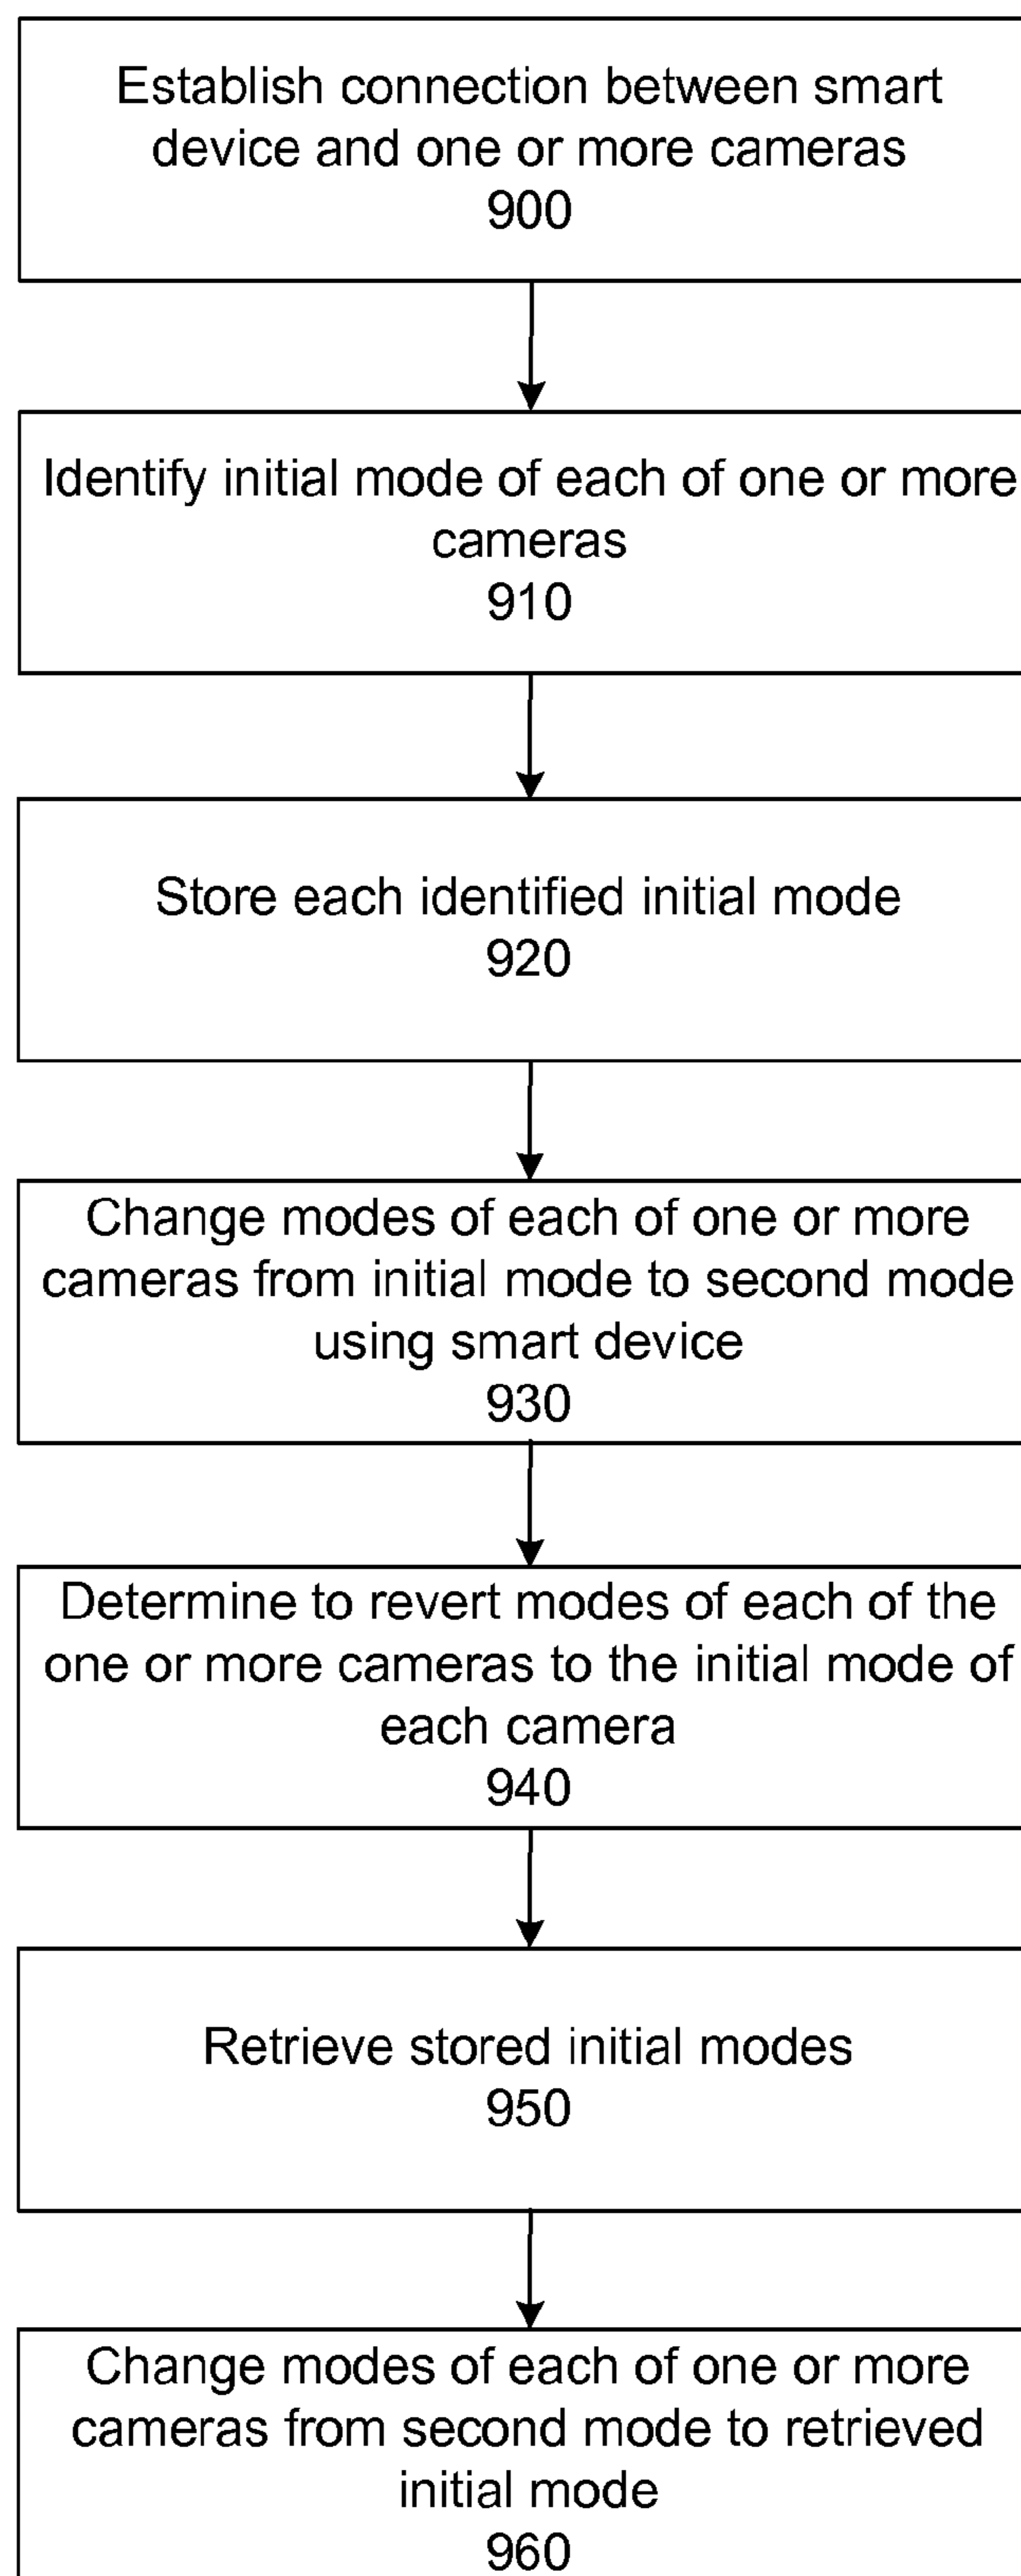 Establish connection between smart
device and one or more cameras
900
Identify initial mode of each of one or more
cameras
910
Store each identified initial mode
920
Change modes of each of one or more
cameras from initial mode to second mode
using smart device
930
Determine to revert modes of each of the
one or more cameras to the initial mode of
each camera
940
Retrieve stored initial modes
950
Change modes of each of one or more
cameras from second mode to retrieved
initial mode
960